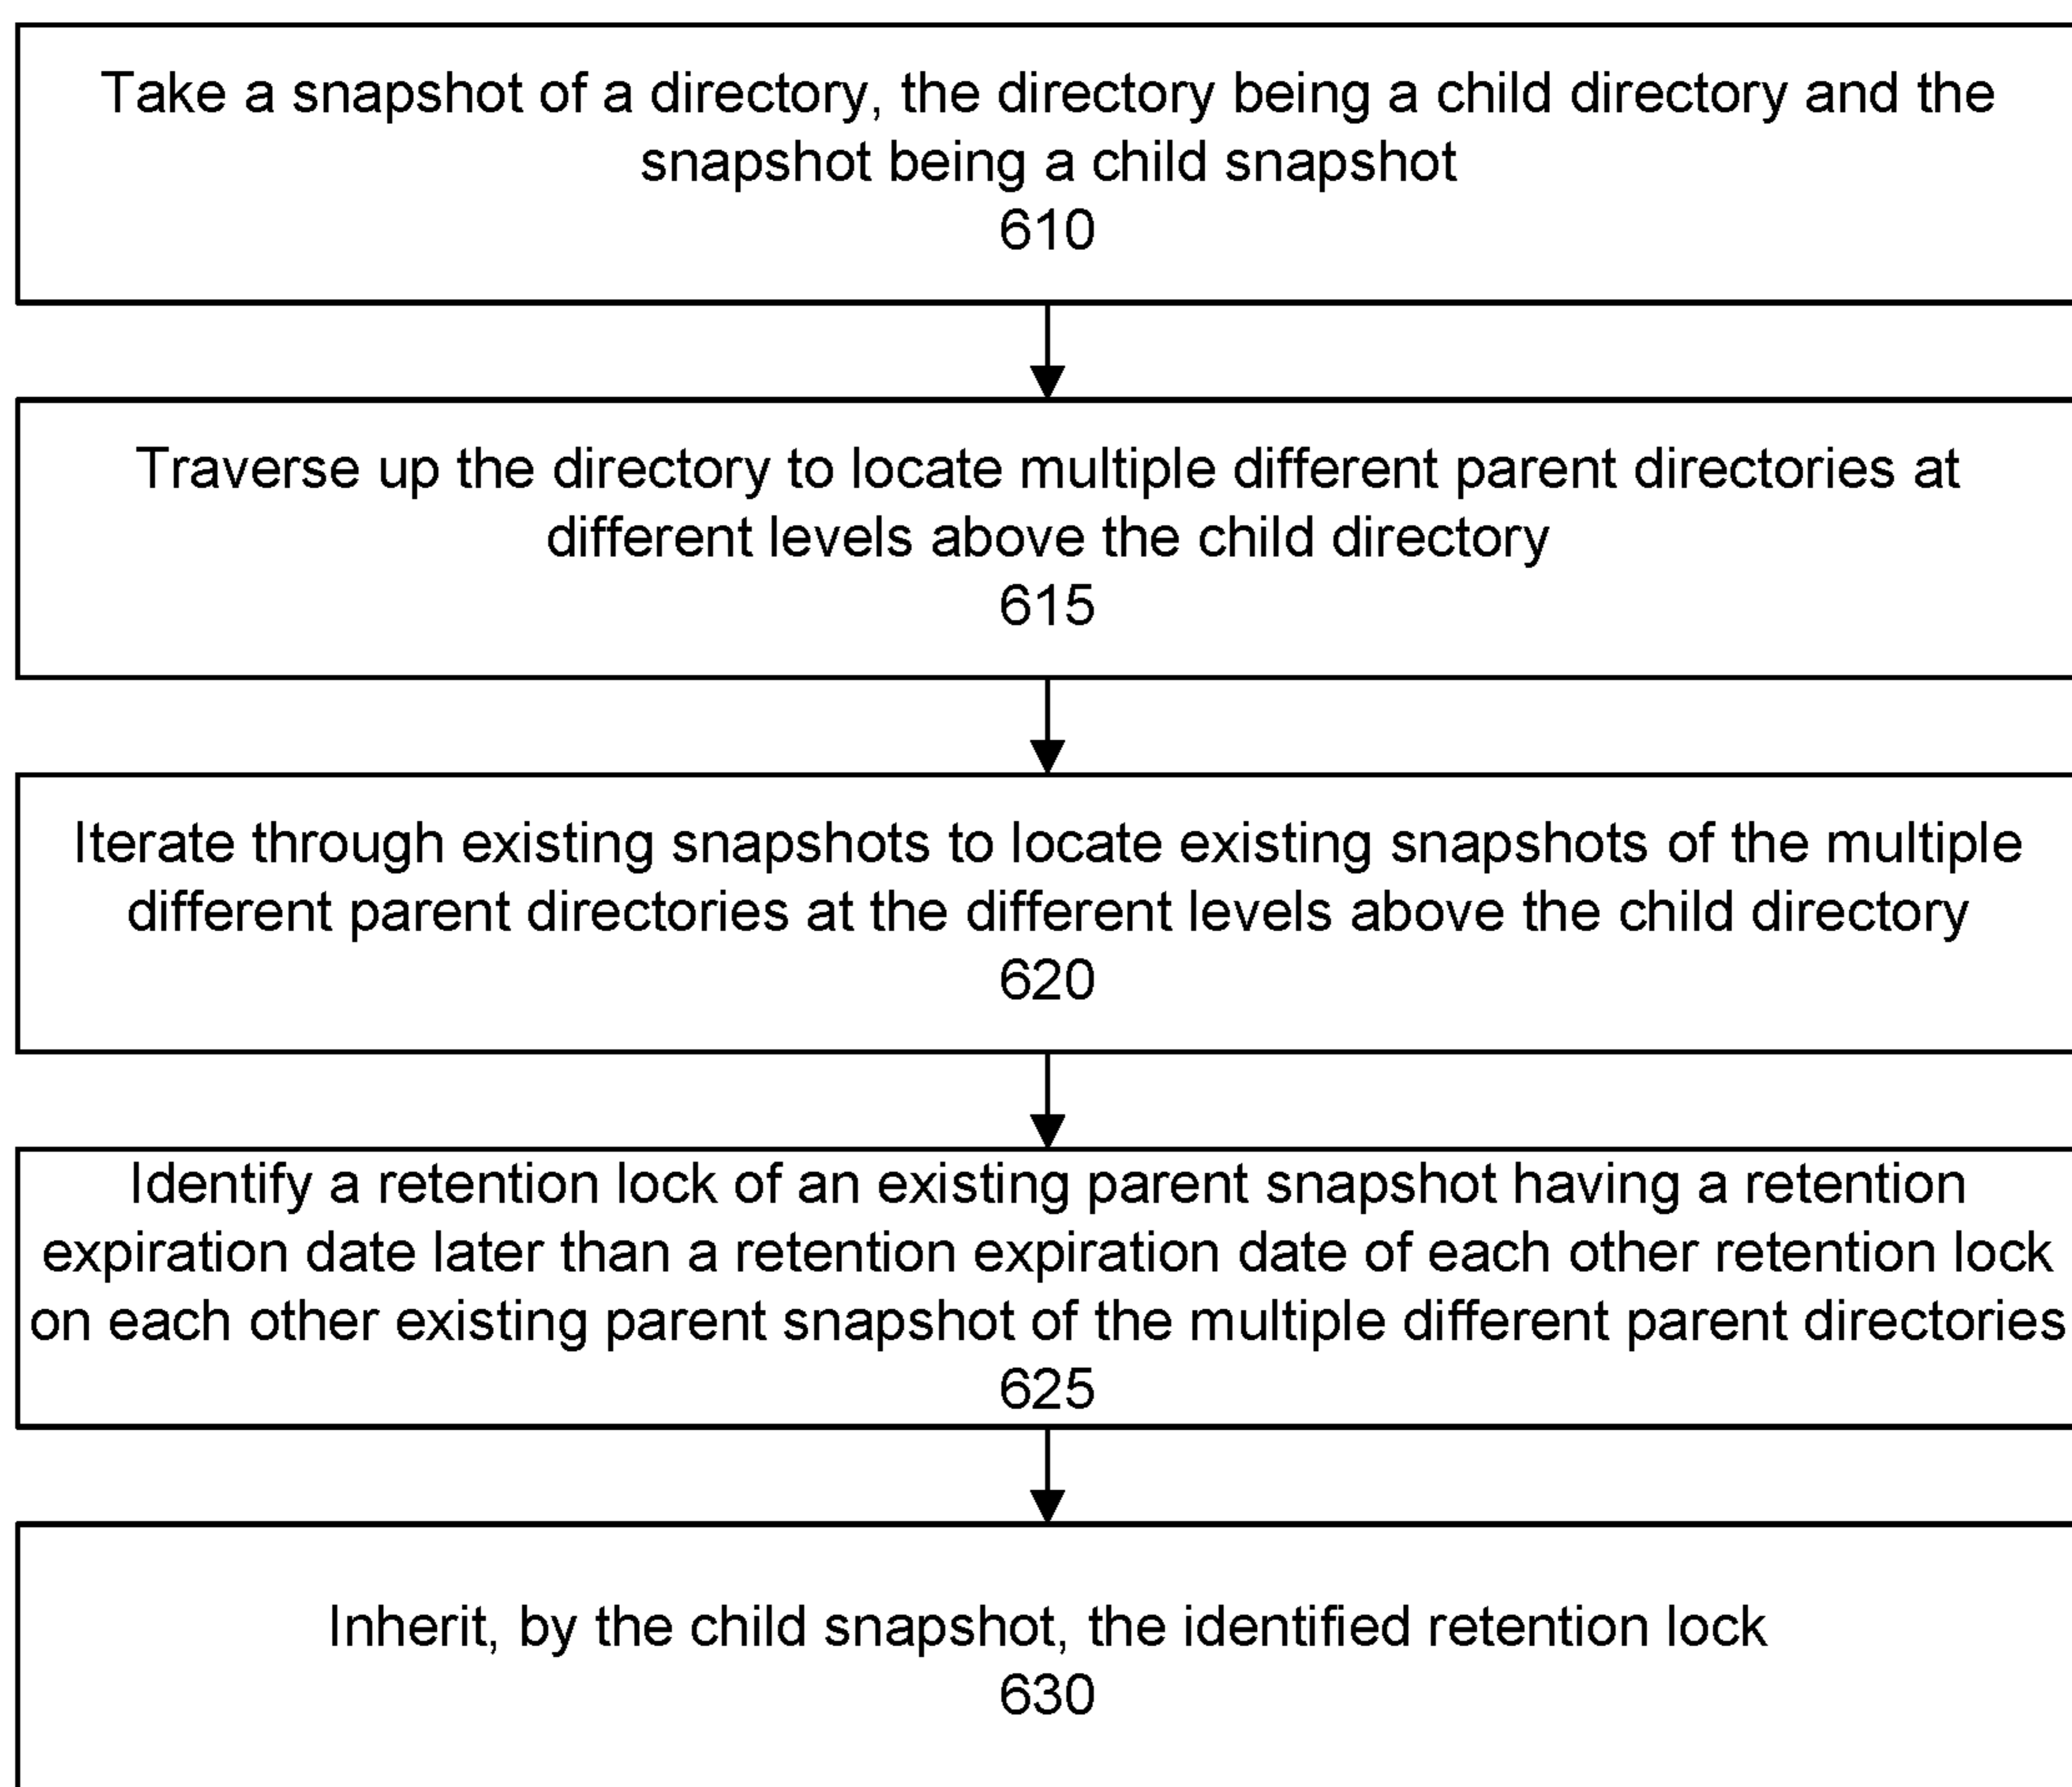 Take a snapshot of a directory, the directory being a child directory and the
snapshot being a child snapshot
610
Traverse up the directory to locate multiple different parent directories at
different levels above the child directory
615
Iterate through existing snapshots to locate existing snapshots of the multiple
different parent directories at the different levels above the child directory
620
Identify a retention lock of an existing parent snapshot having a retention
expiration date later than a retention expiration date of each other retention lock
on each other existing parent snapshot of the multiple different parent directories
625
Inherit, by the child snapshot, the identified retention lock
630